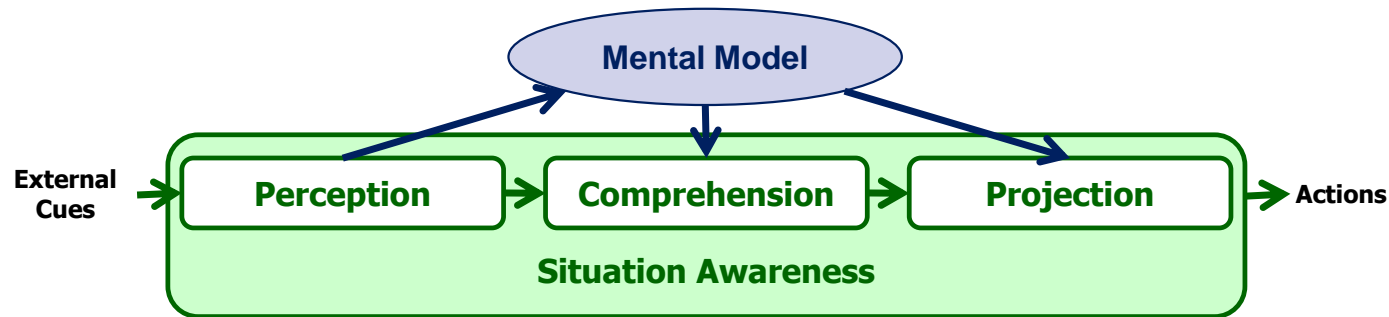 Mental Model
External
Cues
Perception
Comprehension
Projection
Actions
Situation Awareness